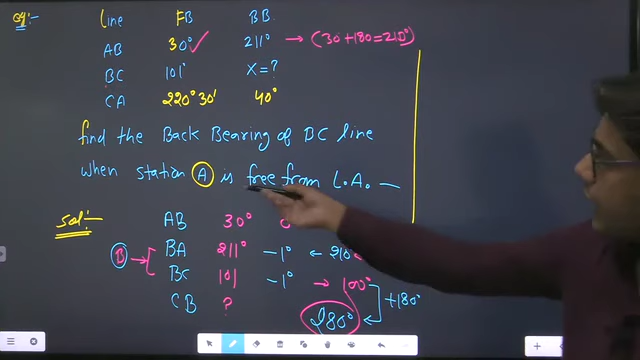 Eg:- Line FB BB
AB 30° ✓ 211° → (30 + 180 = 210°)
BC 101° X = ?
CA 220° 30' 40°
find the Back Bearing of BC line
when station A is free from L.A. —
Sol:- AB 30° 0
B → BA 211° -1° ← 210
BC 101 -1° → 100°
CB ? 280° ← +180°